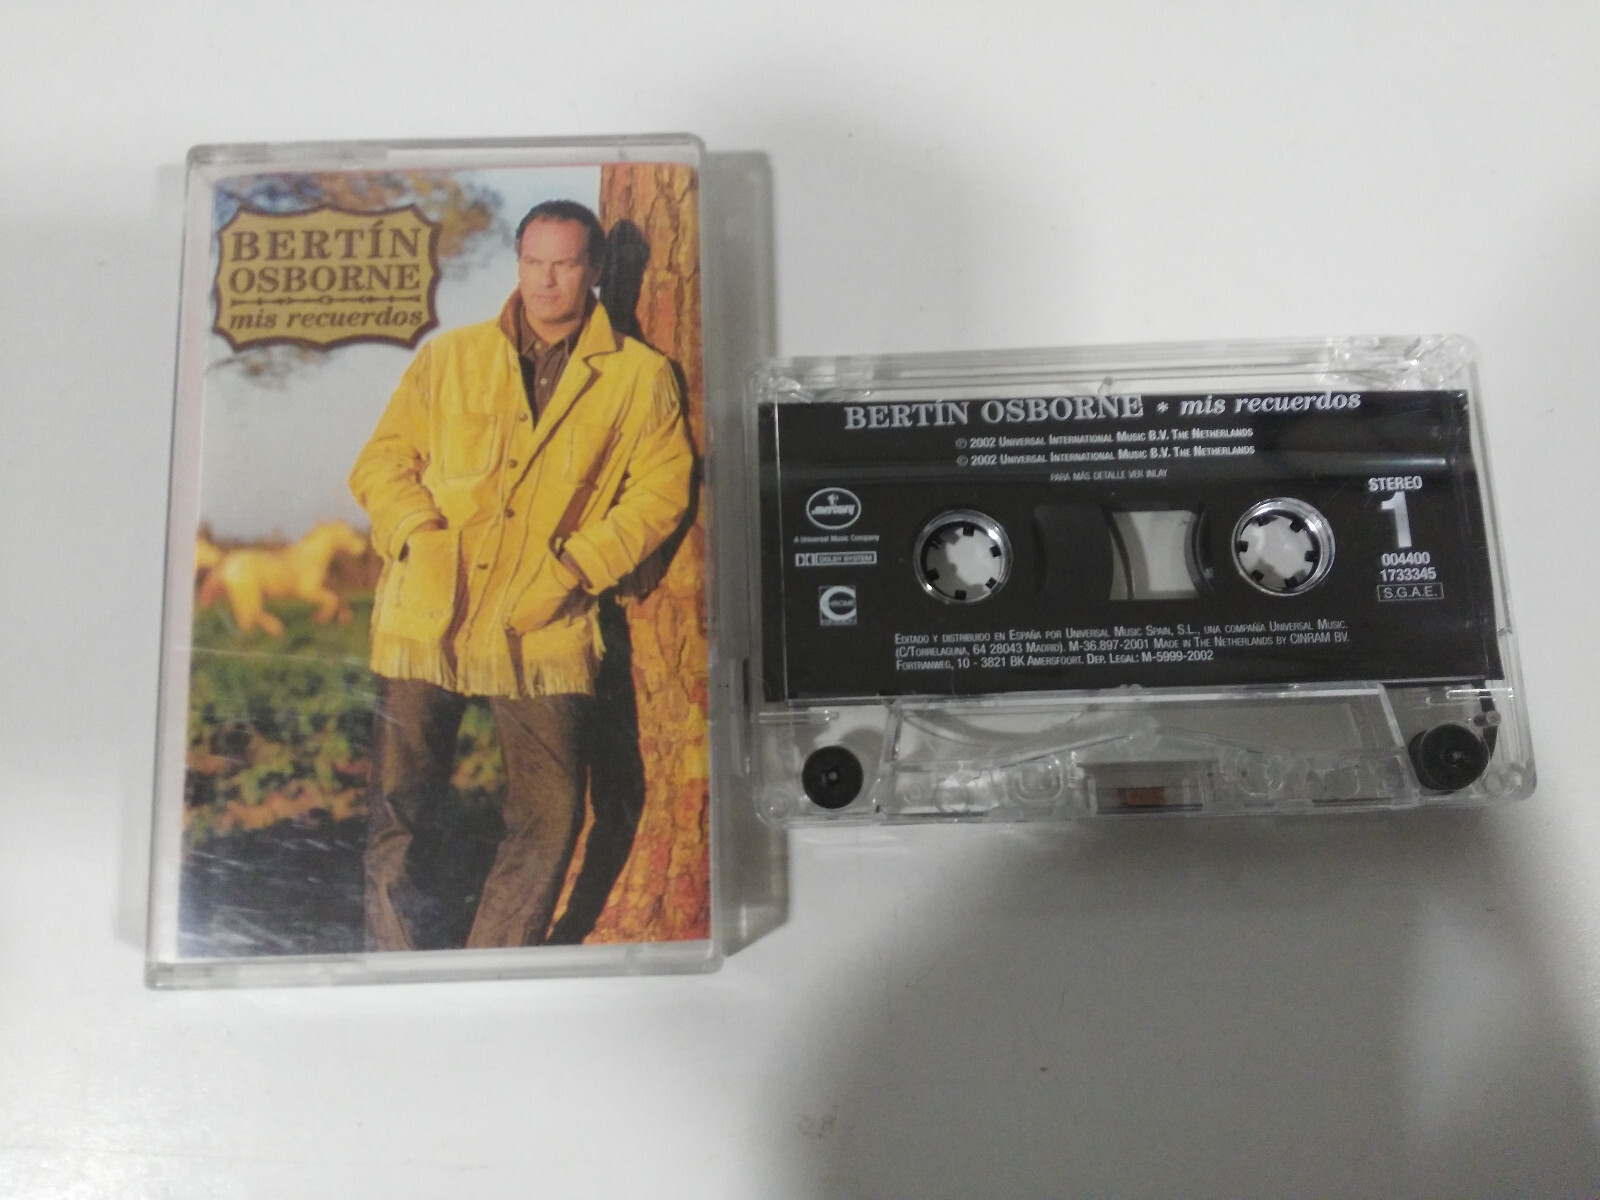 BERTÍN
OSBORNE
mis recuerdos
BERTÍN OSBORNE * mis recuerdos
℗ 2002 UNIVERSAL INTERNATIONAL MUSIC B.V. THE NETHERLANDS
© 2002 UNIVERSAL INTERNATIONAL MUSIC B.V. THE NETHERLANDS
PARA MÁS DETALLE VER INLAY
mercury
A Universal Music Company
DOLBY SYSTEM
CHROME
STEREO
1
004400
1733345
S.G.A.E.
EDITADO Y DISTRIBUIDO EN ESPAÑA POR UNIVERSAL MUSIC SPAIN, S.L., UNA COMPAÑÍA UNIVERSAL MUSIC.
(C/TORRELAGUNA, 64 28043 MADRID). M-36.897-2001 MADE IN THE NETHERLANDS BY CINRAM BV.
FORTRANWEG, 10 - 3821 BK AMERSFOORT. DEP. LEGAL: M-5999-2002